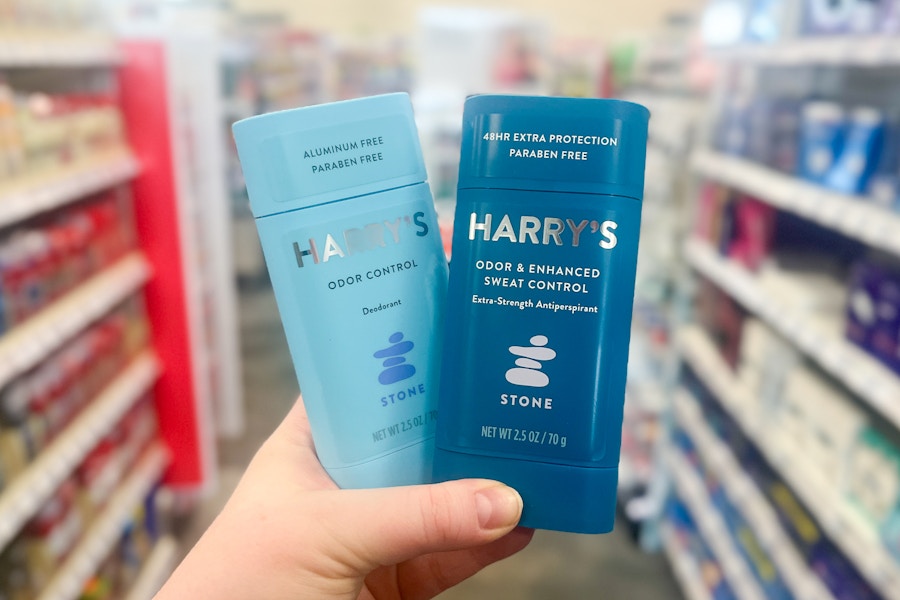 ALUMINUM FREE
PARABEN FREE
HARRY'S
ODOR CONTROL
Deodorant
STONE
NET WT 2.5 OZ / 70
48HR EXTRA PROTECTION
PARABEN FREE
HARRY'S
ODOR & ENHANCED
SWEAT CONTROL
Extra-Strength Antiperspirant
STONE
NET WT 2.5 OZ / 70 g